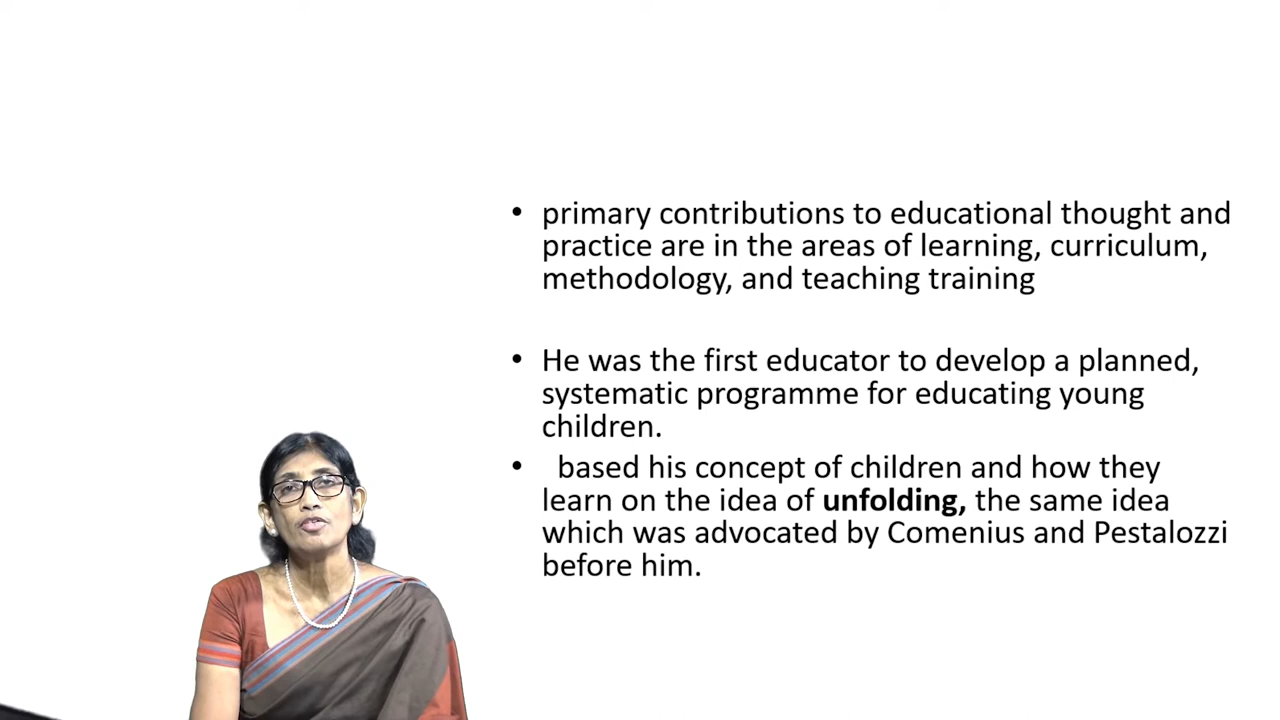 • primary contributions to educational thought and
practice are in the areas of learning, curriculum,
methodology, and teaching training
• He was the first educator to develop a planned,
systematic programme for educating young
children.
• based his concept of children and how they
learn on the idea of unfolding, the same idea
which was advocated by Comenius and Pestalozzi
before him.